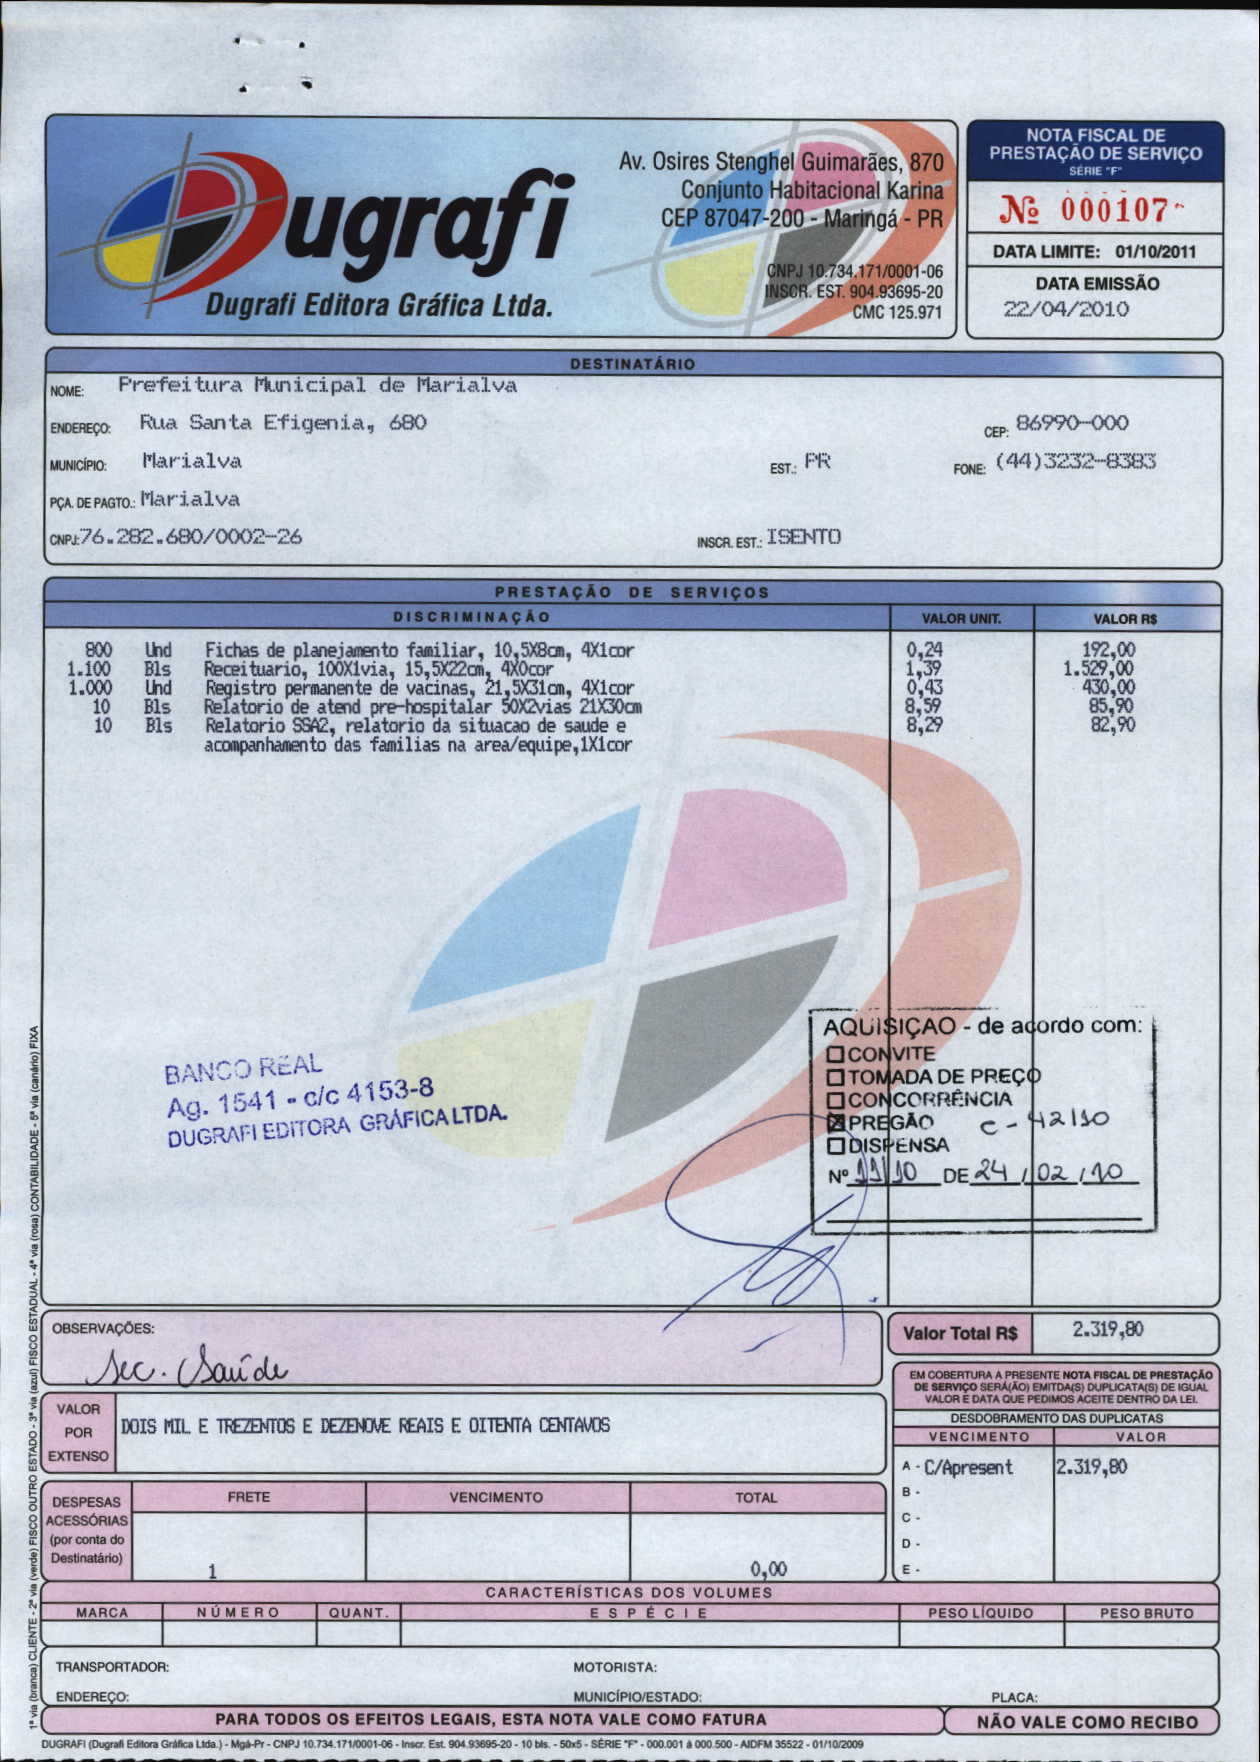 Dugrafi
Dugrafi Editora Gráfica Ltda.
Av. Osires Stenghel Guimarães, 870
Conjunto Habitacional Karina
CEP 87047-200 - Maringá - PR
CNPJ 10.734.171/0001-06
INSCR. EST. 904.93695-20
CMC 125.971
NOTA FISCAL DE
PRESTAÇÃO DE SERVIÇO
SÉRIE "F"
Nº 000107
DATA LIMITE: 01/10/2011
DATA EMISSÃO
22/04/2010
DESTINATÁRIO
NOME: Prefeitura Municipal de Marialva
ENDEREÇO: Rua Santa Efigenia, 680 CEP: 86990-000
MUNICÍPIO: Marialva EST.: PR FONE: (44)3232-8383
PÇA. DE PAGTO.: Marialva
CNPJ: 76.282.680/0002-26 INSCR. EST.: ISENTO
PRESTAÇÃO DE SERVIÇOS
DISCRIMINAÇÃO VALOR UNIT. VALOR R$
800 Und Fichas de planejamento familiar, 10,5X8cm, 4X1cor 0,24 192,00
1.100 Bls Receituario, 100X1via, 15,5X22cm, 4X0cor 1,39 1.529,00
1.000 Und Registro permanente de vacinas, 21,5X31cm, 4X1cor 0,43 430,00
10 Bls Relatorio de atend pre-hospitalar 50X2vias 21X30cm 8,59 85,90
10 Bls Relatorio SSA2, relatorio da situacao de saude e 8,29 82,90
acompanhamento das familias na area/equipe,1X1cor
BANCO REAL
Ag. 1541 - c/c 4153-8
DUGRAFI EDITORA GRÁFICA LTDA.
AQUISIÇAO - de acordo com:
CONVITE
TOMADA DE PREÇO
CONCORRÊNCIA
PREGÃO C - 42/10
DISPENSA
Nº 11/10 DE 24/02/10
OBSERVAÇÕES:
Sec. Saúde
Valor Total R$ 2.319,80
VALOR
POR
EXTENSO
DOIS MIL E TREZENTOS E DEZENOVE REAIS E OITENTA CENTAVOS
EM COBERTURA A PRESENTE NOTA FISCAL DE PRESTAÇÃO
DE SERVIÇO SERÁ(ÃO) EMITDA(S) DUPLICATA(S) DE IGUAL
VALOR E DATA QUE PEDIMOS ACEITE DENTRO DA LEI.
DESDOBRAMENTO DAS DUPLICATAS
VENCIMENTO VALOR
A - C/Apresent 2.319,80
B -
C -
D -
E -
DESPESAS
ACESSÓRIAS
(por conta do
Destinatário)
FRETE VENCIMENTO TOTAL
1 0,00
CARACTERÍSTICAS DOS VOLUMES
MARCA NÚMERO QUANT. ESPÉCIE PESO LÍQUIDO PESO BRUTO
TRANSPORTADOR: MOTORISTA:
ENDEREÇO: MUNICÍPIO/ESTADO: PLACA:
PARA TODOS OS EFEITOS LEGAIS, ESTA NOTA VALE COMO FATURA
NÃO VALE COMO RECIBO
DUGRAFI (Dugrafi Editora Gráfica Ltda.) - Mgá-Pr - CNPJ 10.734.171/0001-06 - Inscr. Est. 904.93695-20 - 10 bls. - 50x5 - SÉRIE "F" - 000.001 à 000.500 - AIDFM 35522 - 01/10/2009
1ª via (branca) CLIENTE - 2ª via (verde) FISCO OUTRO ESTADO - 3ª via (azul) FISCO ESTADUAL - 4ª via (rosa) CONTABILIDADE - 5ª via (canário) FIXA